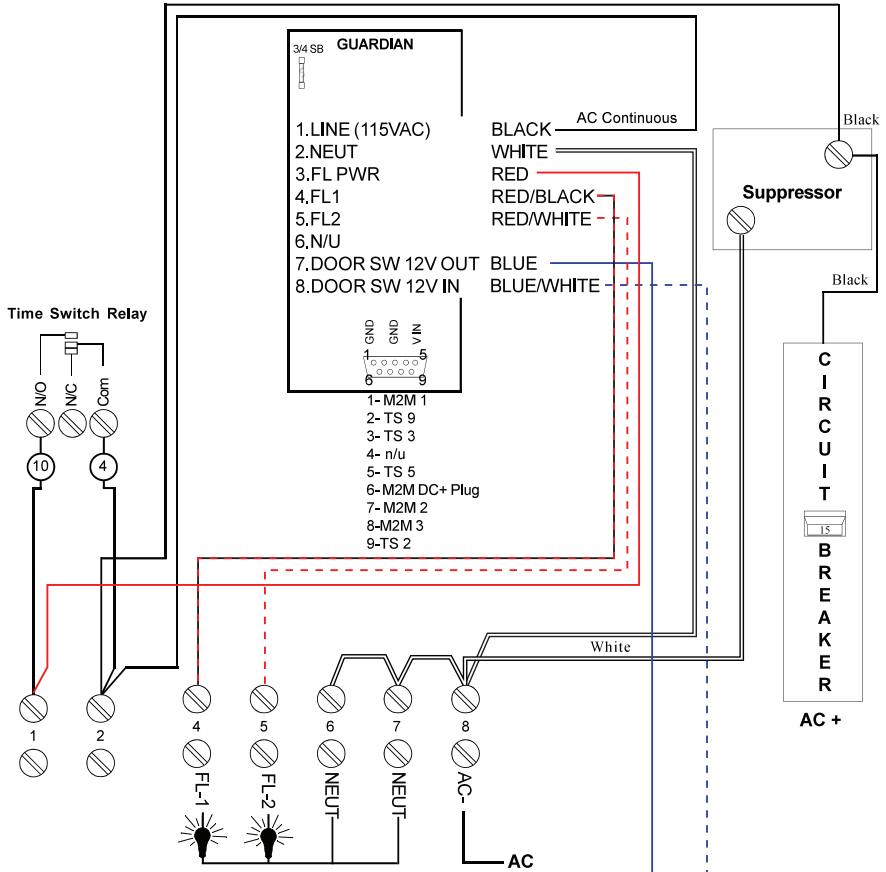 3/4 SB
GUARDIAN
1.LINE (115VAC) BLACK AC Continuous
2.NEUT WHITE
3.FL PWR RED
4.FL1 RED/BLACK
5.FL2 RED/WHITE
6.N/U
7.DOOR SW 12V OUT BLUE
8.DOOR SW 12V IN BLUE/WHITE
GND GND V IN
1 5
6 9
1- M2M 1
2- TS 9
3- TS 3
4- n/u
5- TS 5
6- M2M DC+ Plug
7- M2M 2
8-M2M 3
9-TS 2
Black
Suppressor
Black
CIRCUIT
15
BREAKER
AC +
Time Switch Relay
N/O N/C Com
10 4
White
1 2 4 5 6 7 8
FL-1 FL-2 NEUT NEUT AC-
AC